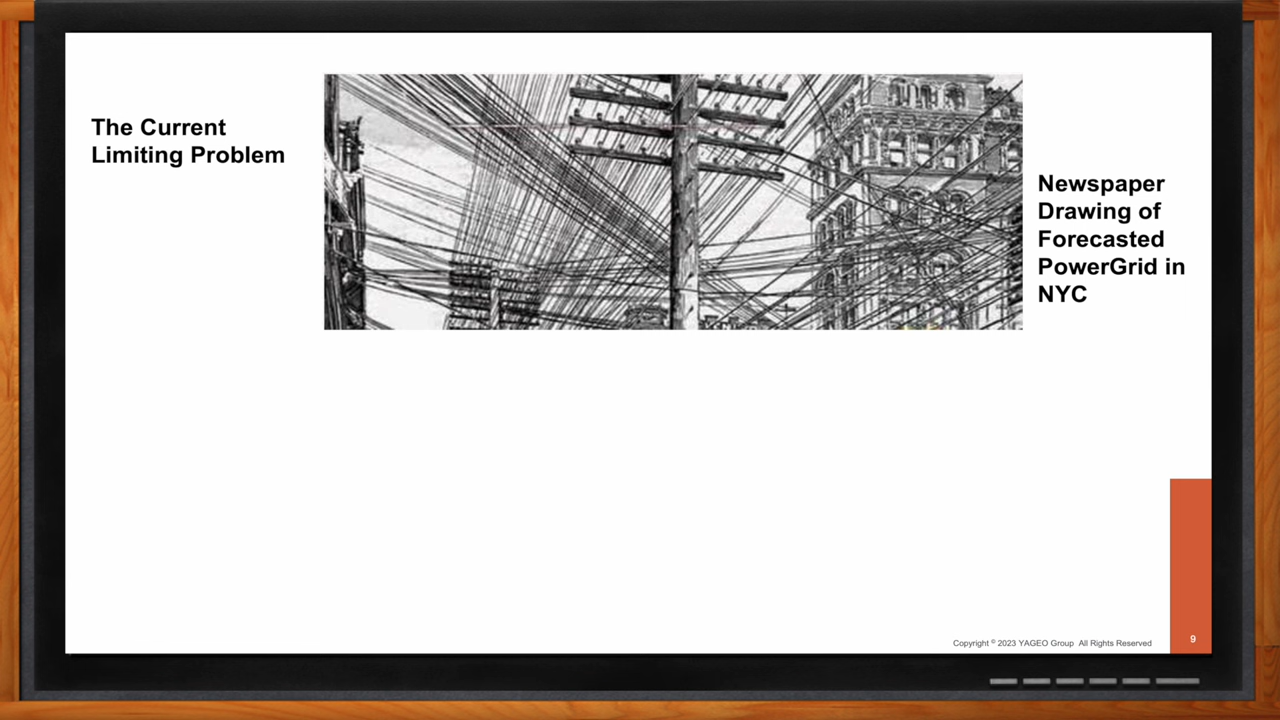 The Current
Limiting Problem
Newspaper
Drawing of
Forecasted
PowerGrid in
NYC
Copyright © 2023 YAGEO Group All Rights Reserved
9